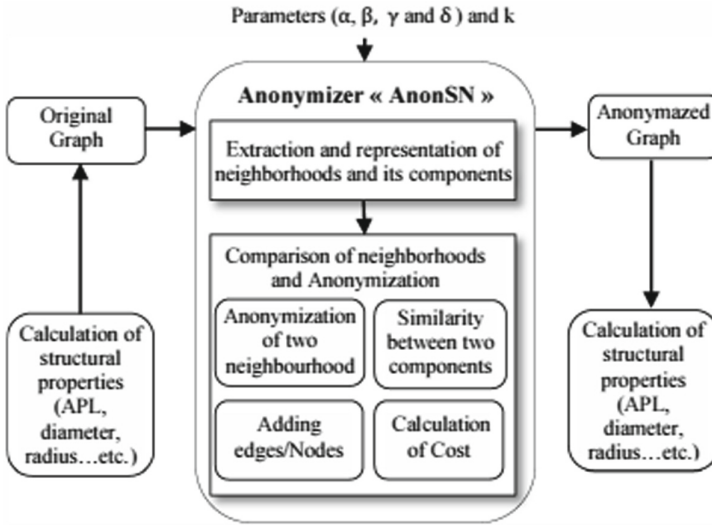 Parameters (α, β, γ and δ) and k
Original
Graph
Anonymizer « AnonSN »
Anonymazed
Graph
Extraction and representation of
neighborhoods and its components
Comparison of neighborhoods
and Anonymization
Anonymization
of two
neighbourhood
Similarity
between two
components
Adding
edges/Nodes
Calculation
of Cost
Calculation of
structural
properties
(APL,
diameter,
radius...etc.)
Calculation of
structural
properties
(APL,
diameter,
radius...etc.)